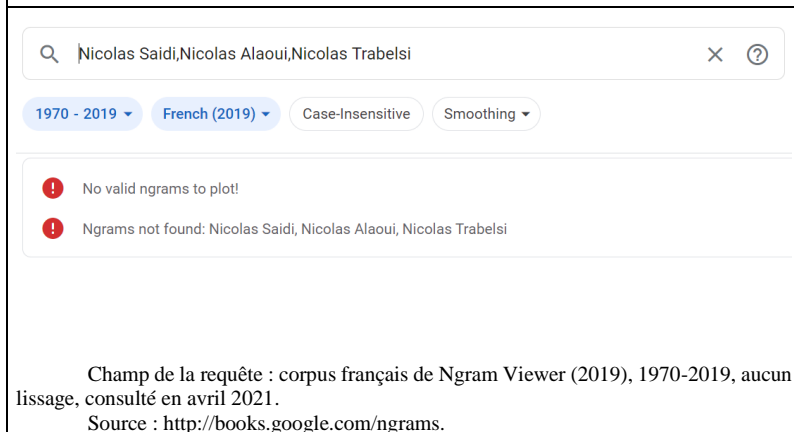 Nicolas Saidi,Nicolas Alaoui,Nicolas Trabelsi
1970 - 2019 French (2019) Case-Insensitive Smoothing
No valid ngrams to plot!
Ngrams not found: Nicolas Saidi, Nicolas Alaoui, Nicolas Trabelsi
Champ de la requête : corpus français de Ngram Viewer (2019), 1970-2019, aucun
lissage, consulté en avril 2021.
Source : http://books.google.com/ngrams.